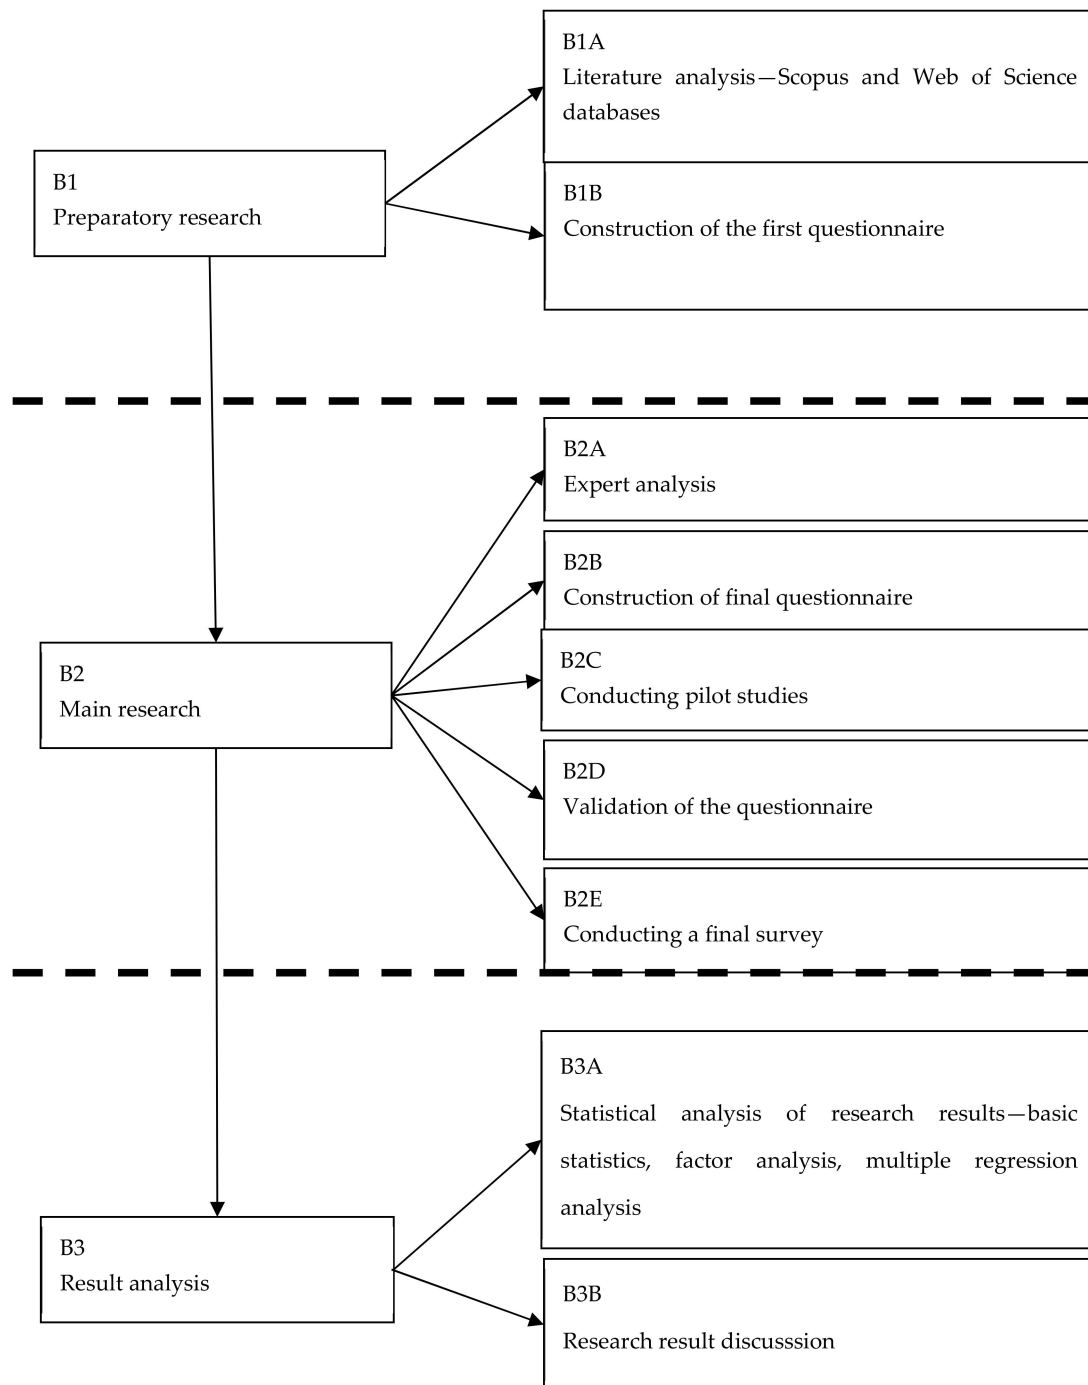 B1A
Literature analysis—Scopus and Web of Science
databases
B1
Preparatory research
B1B
Construction of the first questionnaire
B2A
Expert analysis
B2B
Construction of final questionnaire
B2
Main research
B2C
Conducting pilot studies
B2D
Validation of the questionnaire
B2E
Conducting a final survey
B3A
Statistical analysis of research results—basic
statistics, factor analysis, multiple regression
analysis
B3
Result analysis
B3B
Research result discusssion